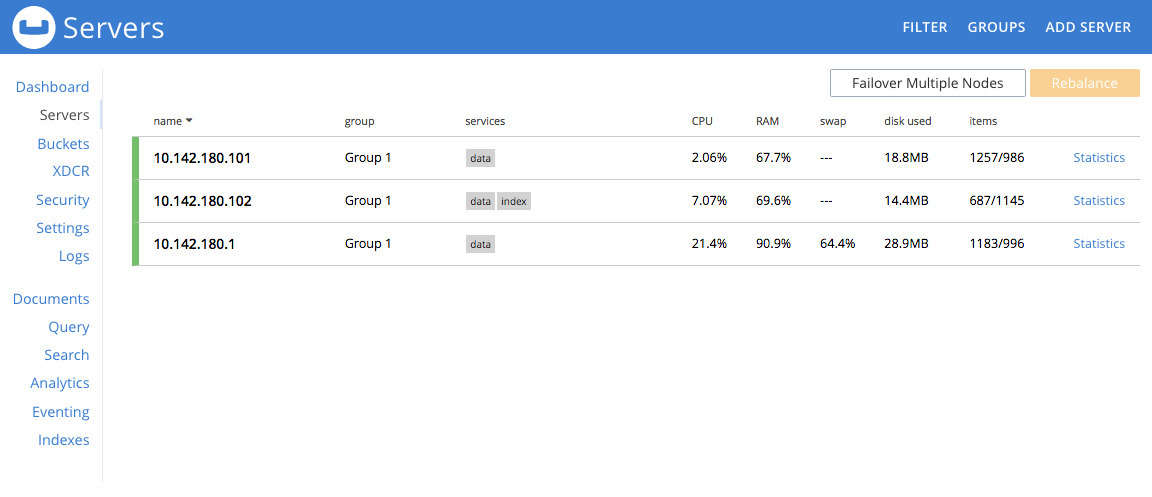 Servers
FILTER GROUPS ADD SERVER
Dashboard
Servers
Buckets
XDCR
Security
Settings
Logs
Documents
Query
Search
Analytics
Eventing
Indexes
Failover Multiple Nodes Rebalance
name group services CPU RAM swap disk used items
10.142.180.101 Group 1 data 2.06% 67.7% --- 18.8MB 1257/986 Statistics
10.142.180.102 Group 1 data index 7.07% 69.6% --- 14.4MB 687/1145 Statistics
10.142.180.1 Group 1 data 21.4% 90.9% 64.4% 28.9MB 1183/996 Statistics